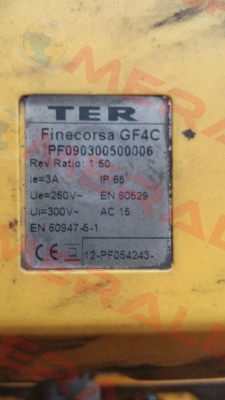 TER
Finecorsa GF4C
PF090300500006
Rev Ratio: 1:50
Ie=3A IP 65
Ue=250V~ EN 60529
Ui=300V~ AC 15
EN 60947-5-1
CE 12-PF054243-